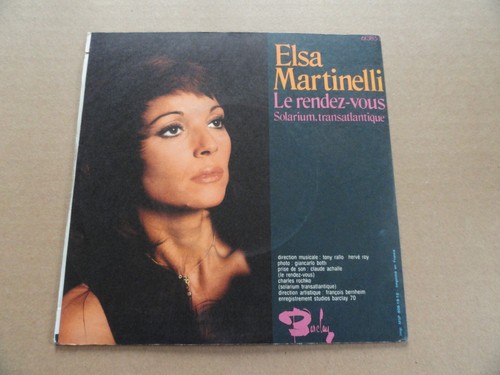 Elsa
Martinelli
Le rendez-vous
Solarium, transatlantique
direction musicale : tony rallo hervé roy
photo : giancarlo botti
prise de son : claude achallé
(le rendez-vous)
charles rochko
(solarium transatlantique)
direction artistique : françois bernheim
enregistrement studios barclay 70
Barclay